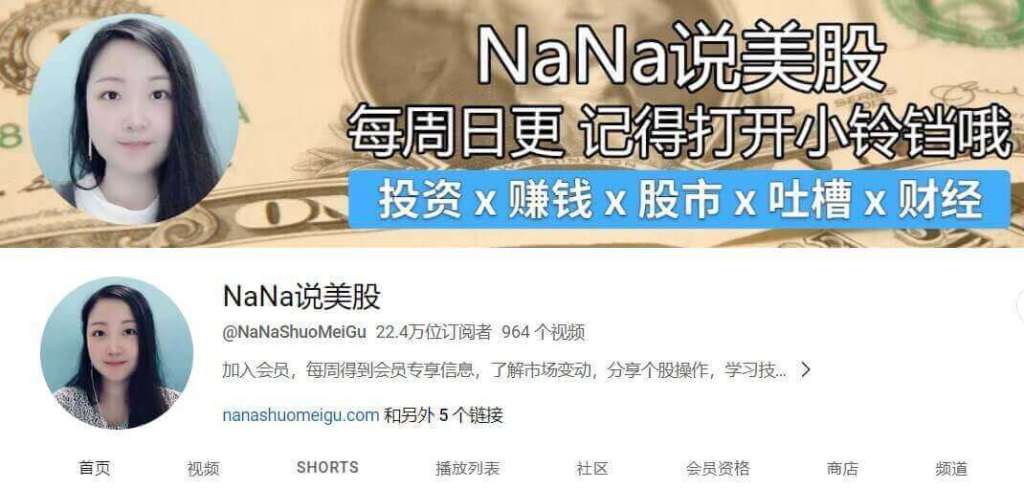 NaNa说美股
每周日更 记得打开小铃铛哦
投资 x 赚钱 x 股市 x 吐槽 x 财经
NaNa说美股
@NaNaShuoMeiGu 22.4万位订阅者 964 个视频
加入会员，每周得到会员专享信息，了解市场变动，分享个股操作，学习技...
nanashuomeigu.com 和另外 5 个链接
首页 视频 SHORTS 播放列表 社区 会员资格 商店 频道